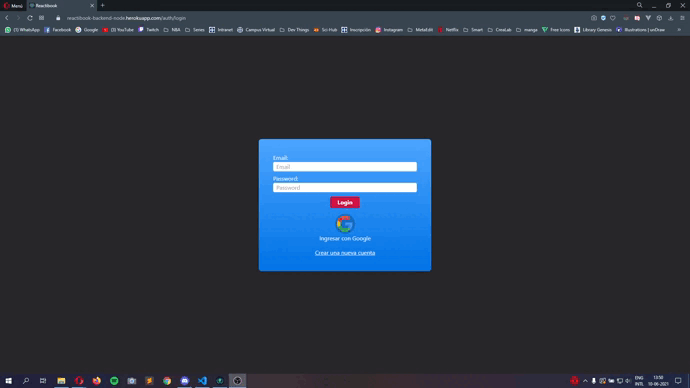 Menú
Reactibook
reactibook-backend-node.herokuapp.com/auth/login
(3) WhatsApp Facebook Google (3) YouTube Twitch NBA Series Intranet Campus Virtual Dev Things Sci-Hub Inscripción Instagram MetaEdit Netflix Smart CreaLab manga Free Icons Library Genesis Illustrations | unDraw
Email:
Email
Password:
Password
Login
Ingresar con Google
Crear una nueva cuenta
ENG
INTL
13:50
10-06-2021